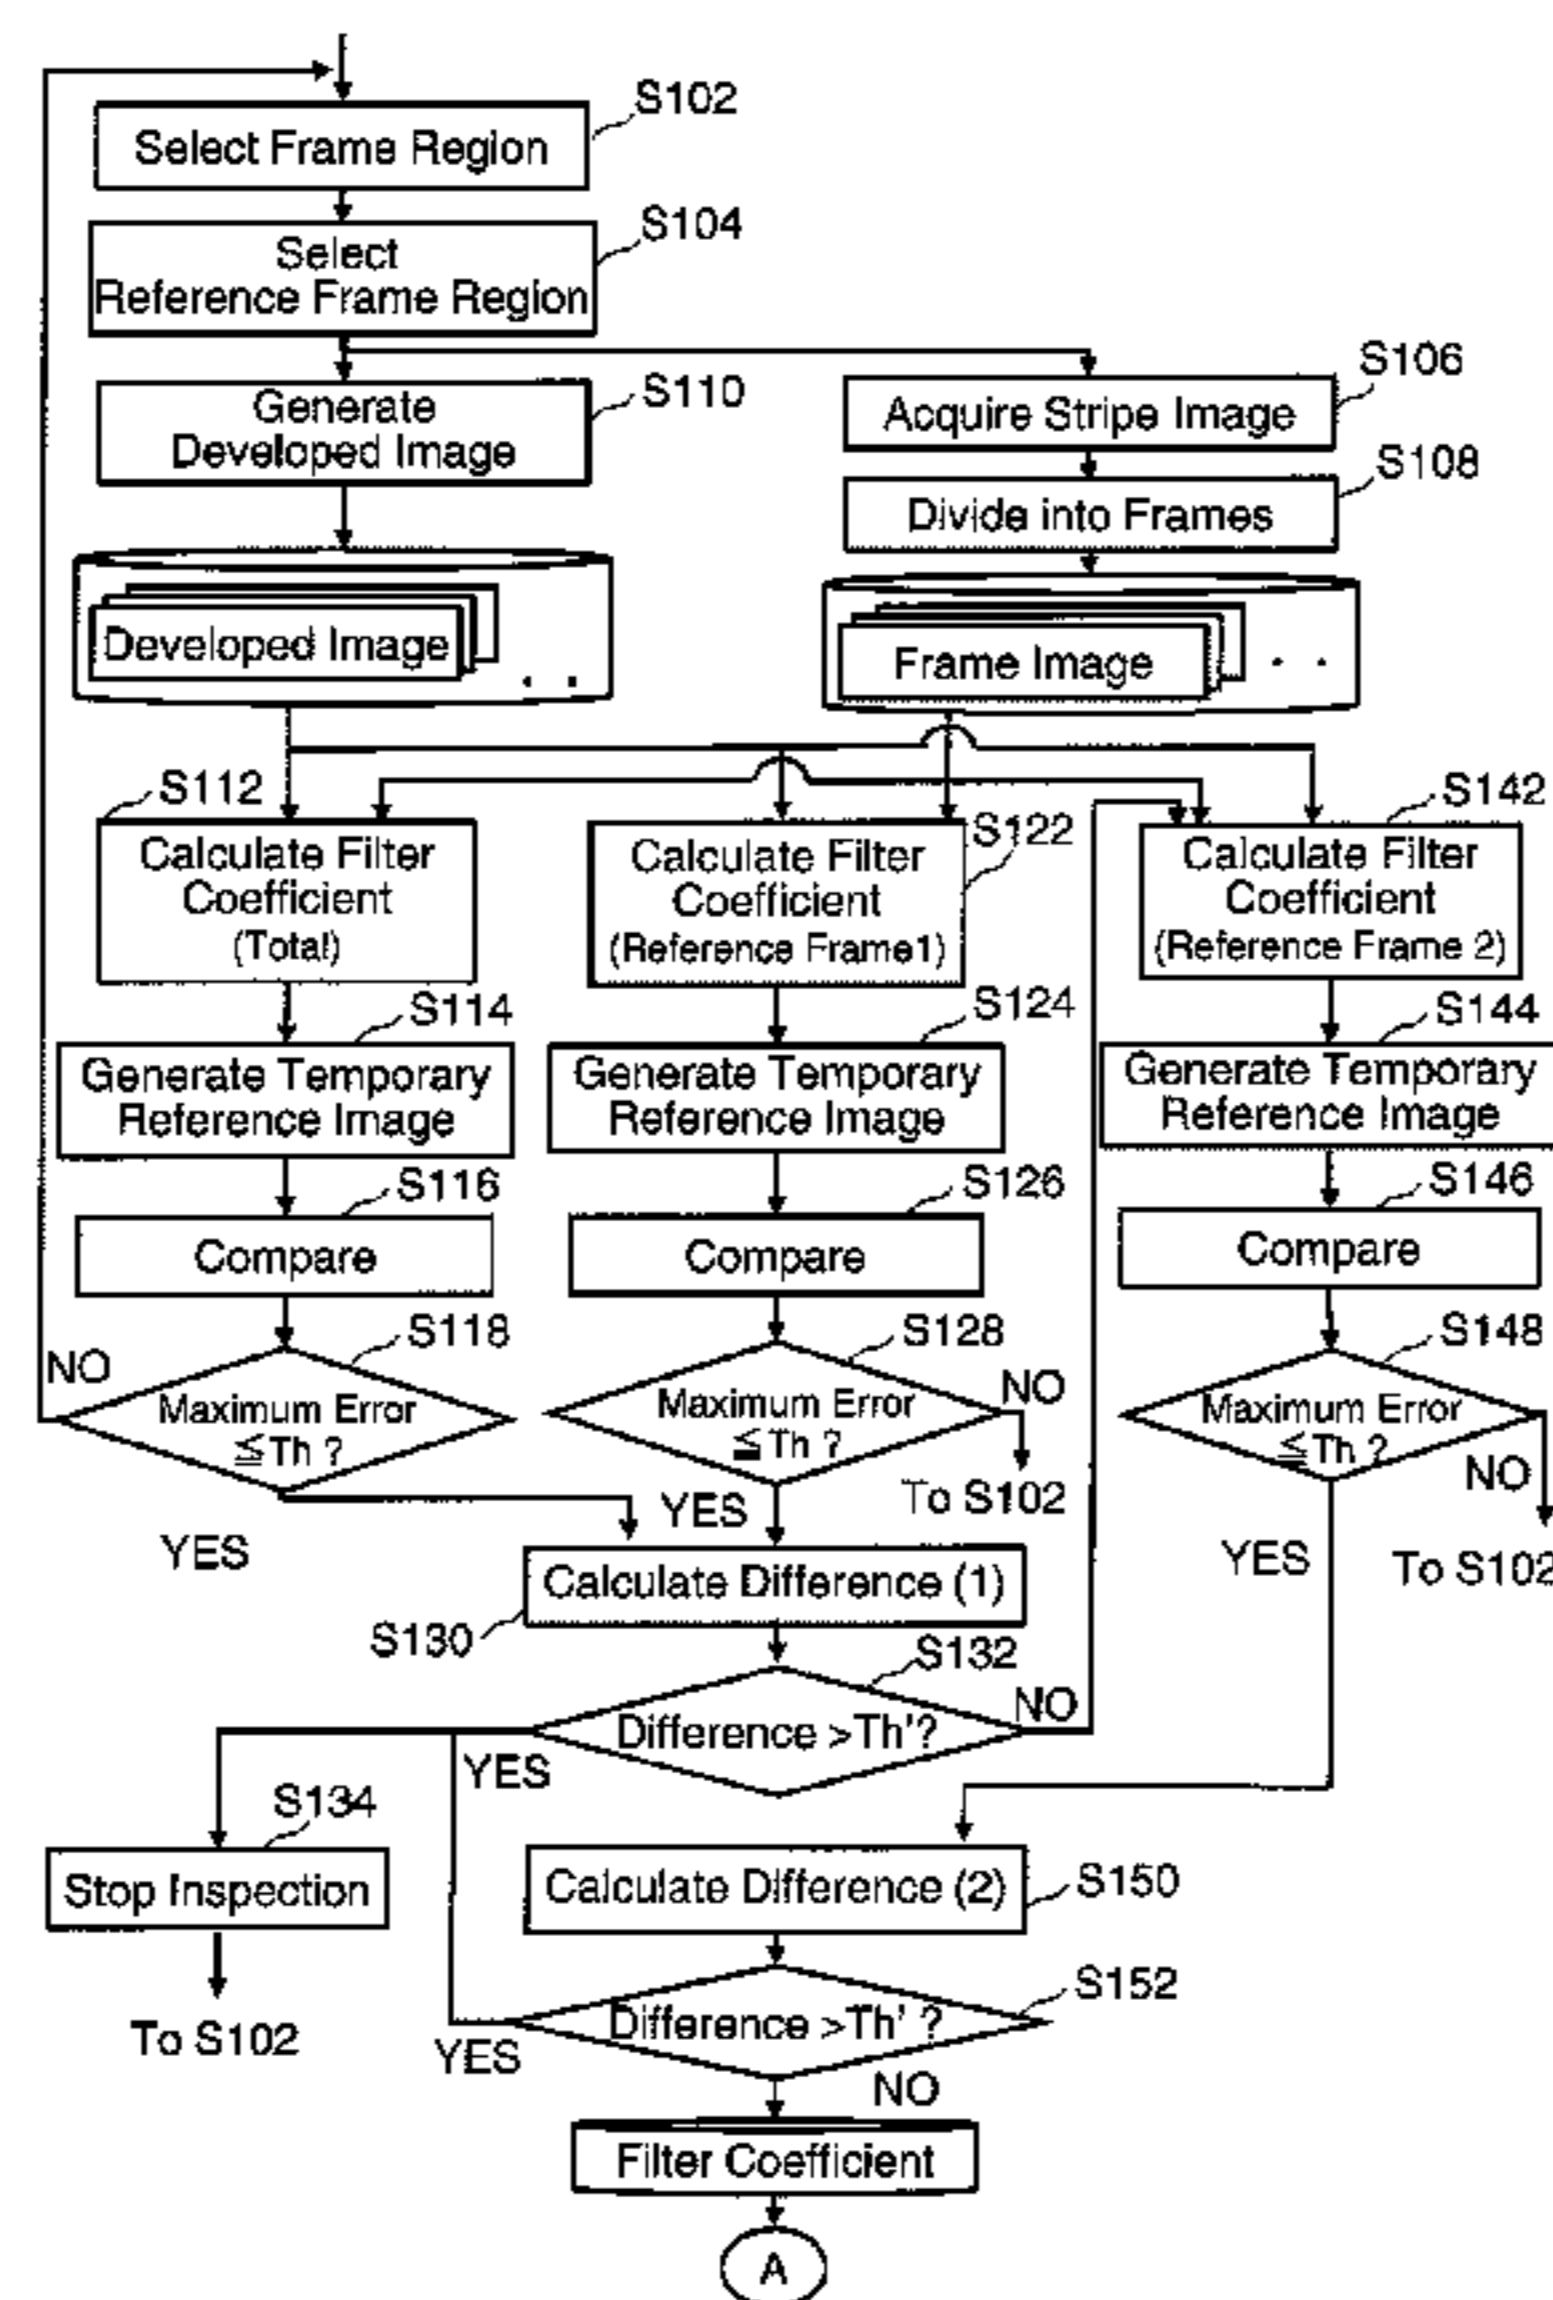 S102
Select Frame Region
S104
Select
Reference Frame Region
S110
Generate
Developed Image
S106
Acquire Stripe Image
S108
Divide into Frames
Developed Image
. .
Frame Image
. .
S112
Calculate Filter
Coefficient
(Total)
S122
Calculate Filter
Coefficient
(Reference Frame1)
S142
Calculate Filter
Coefficient
(Reference Frame 2)
S114
Generate Temporary
Reference Image
S124
Generate Temporary
Reference Image
S144
Generate Temporary
Reference Image
S116
Compare
S126
Compare
S146
Compare
S118
NO
Maximum Error
≦Th ?
YES
S128
NO
Maximum Error
≦Th ?
To S102
YES
S148
Maximum Error
≦Th ?
NO
To S102
YES
Calculate Difference (1)
S130
S132
Difference >Th'?
NO
YES
S134
Stop Inspection
To S102
Calculate Difference (2)
S150
S152
Difference >Th' ?
YES
NO
Filter Coefficient
A